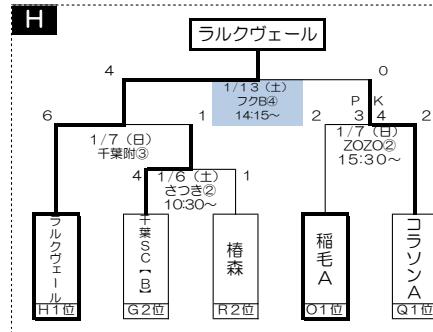 H
ラルクヴェール
4
0
1/13（土）
フクB④
14:15～
6
1
1/7（日）
千葉附③
2
PK
3 4
2
1/7（日）
ZOZO②
15:30～
4
1/6（土）
さつき②
10:30～
1
ラルクヴェール
千葉SC【B】
椿森
稲毛A
コラソンA
H1位
G2位
R2位
O1位
Q1位